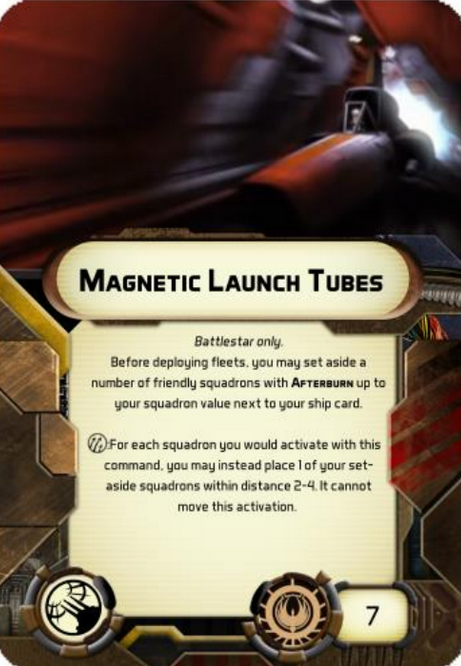 Magnetic Launch Tubes
Battlestar only.
Before deploying fleets, you may set aside a
number of friendly squadrons with Afterburn up to
your squadron value next to your ship card.
:For each squadron you would activate with this
command, you may instead place 1 of your set-
aside squadrons within distance 2-4. It cannot
move this activation.
7